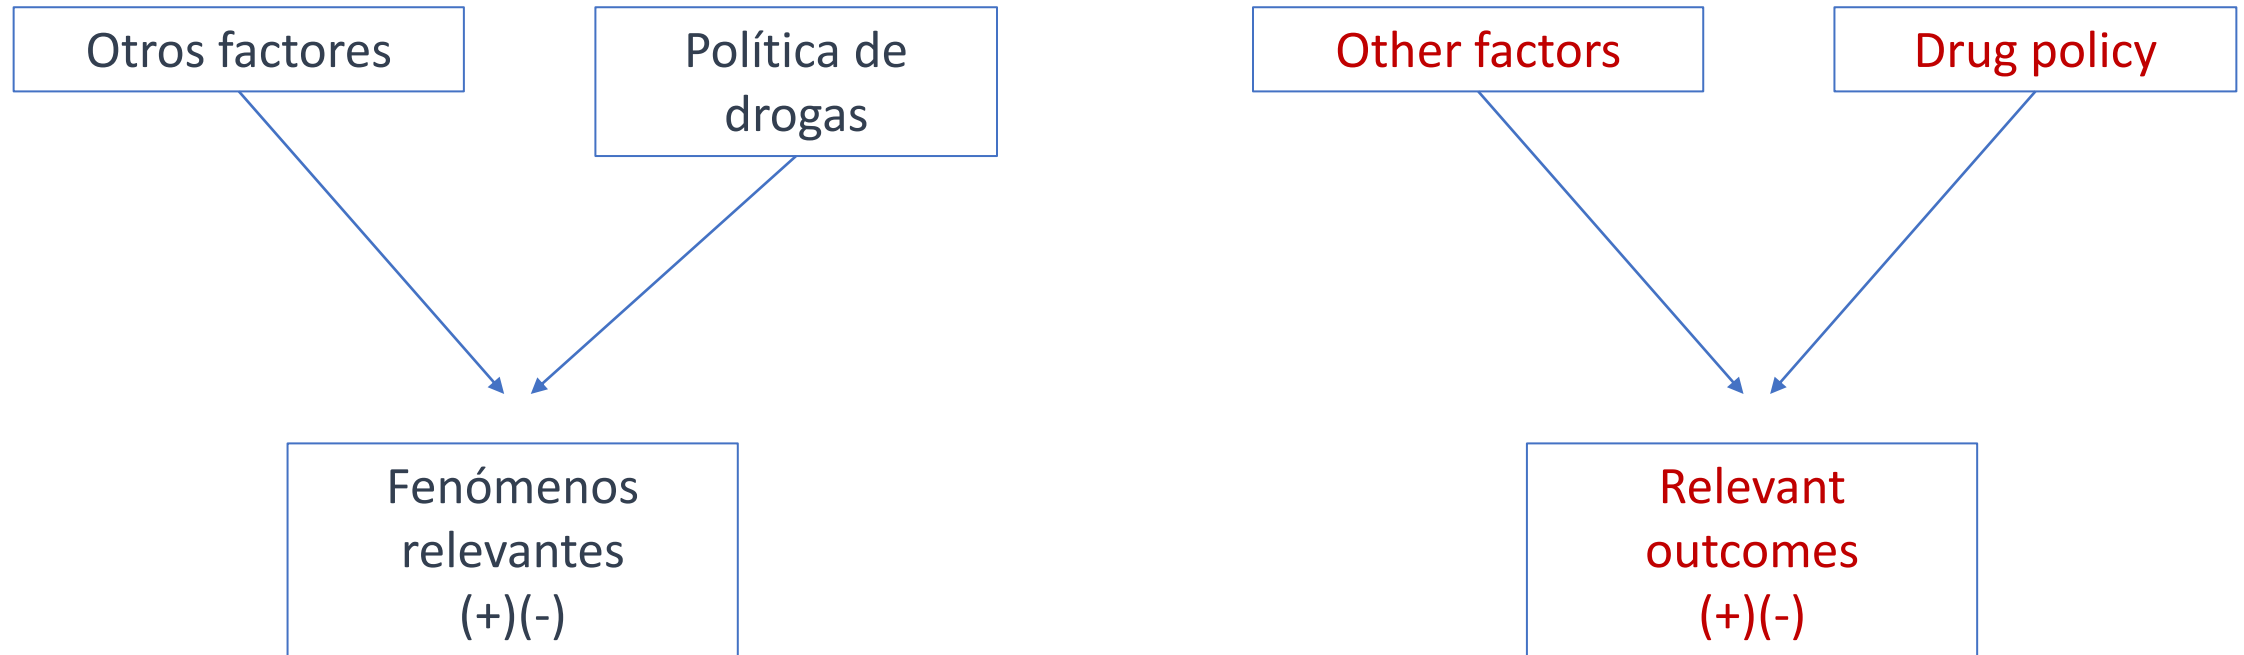 Otros factores
Política de
drogas
Fenómenos
relevantes
(+)(-)
Other factors
Drug policy
Relevant
outcomes
(+)(-)